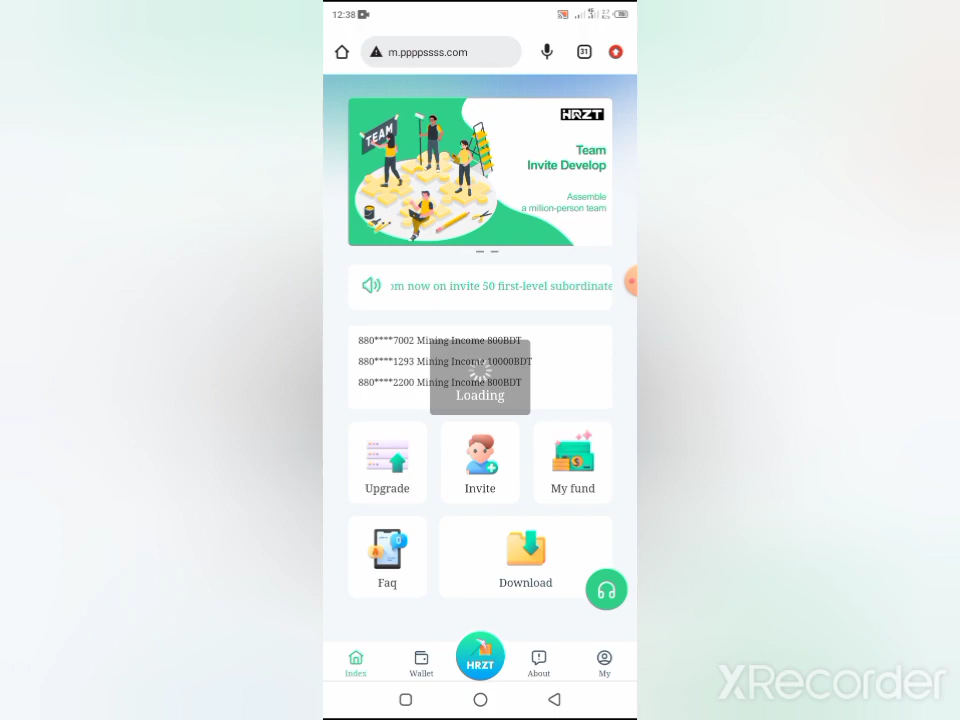 12:38
m.ppppssss.com
31
TEAM
HRZT
Team
Invite Develop
Assemble
a million-person team
om now on invite 50 first-level subordinate
880****7002 Mining Income 800BDT
880****1293 Mining Income 10000BDT
880****2200 Mining Income 800BDT
Loading
Upgrade
Invite
My fund
Faq
Download
HRZT
Index
Wallet
About
My
XRecorder